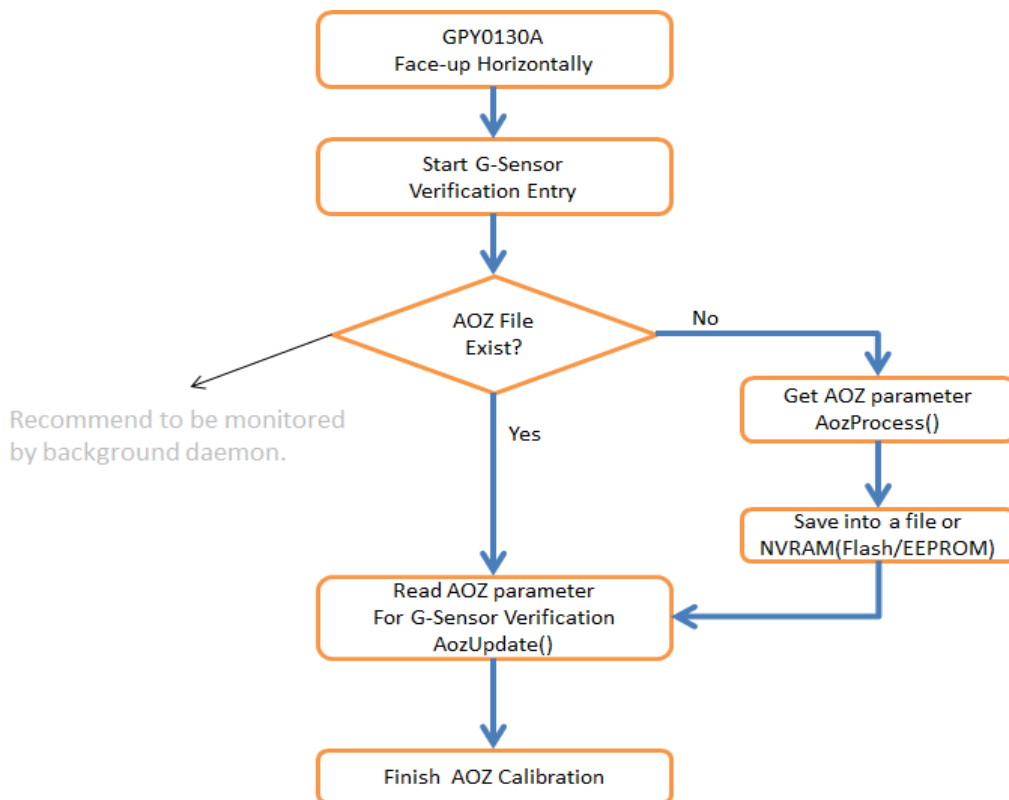 GPY0130A
Face-up Horizontally
Start G-Sensor
Verification Entry
AOZ File
Exist?
No
Recommend to be monitored
by background daemon.
Yes
Get AOZ parameter
AozProcess()
Save into a file or
NVRAM(Flash/EEPROM)
Read AOZ parameter
For G-Sensor Verification
AozUpdate()
Finish AOZ Calibration